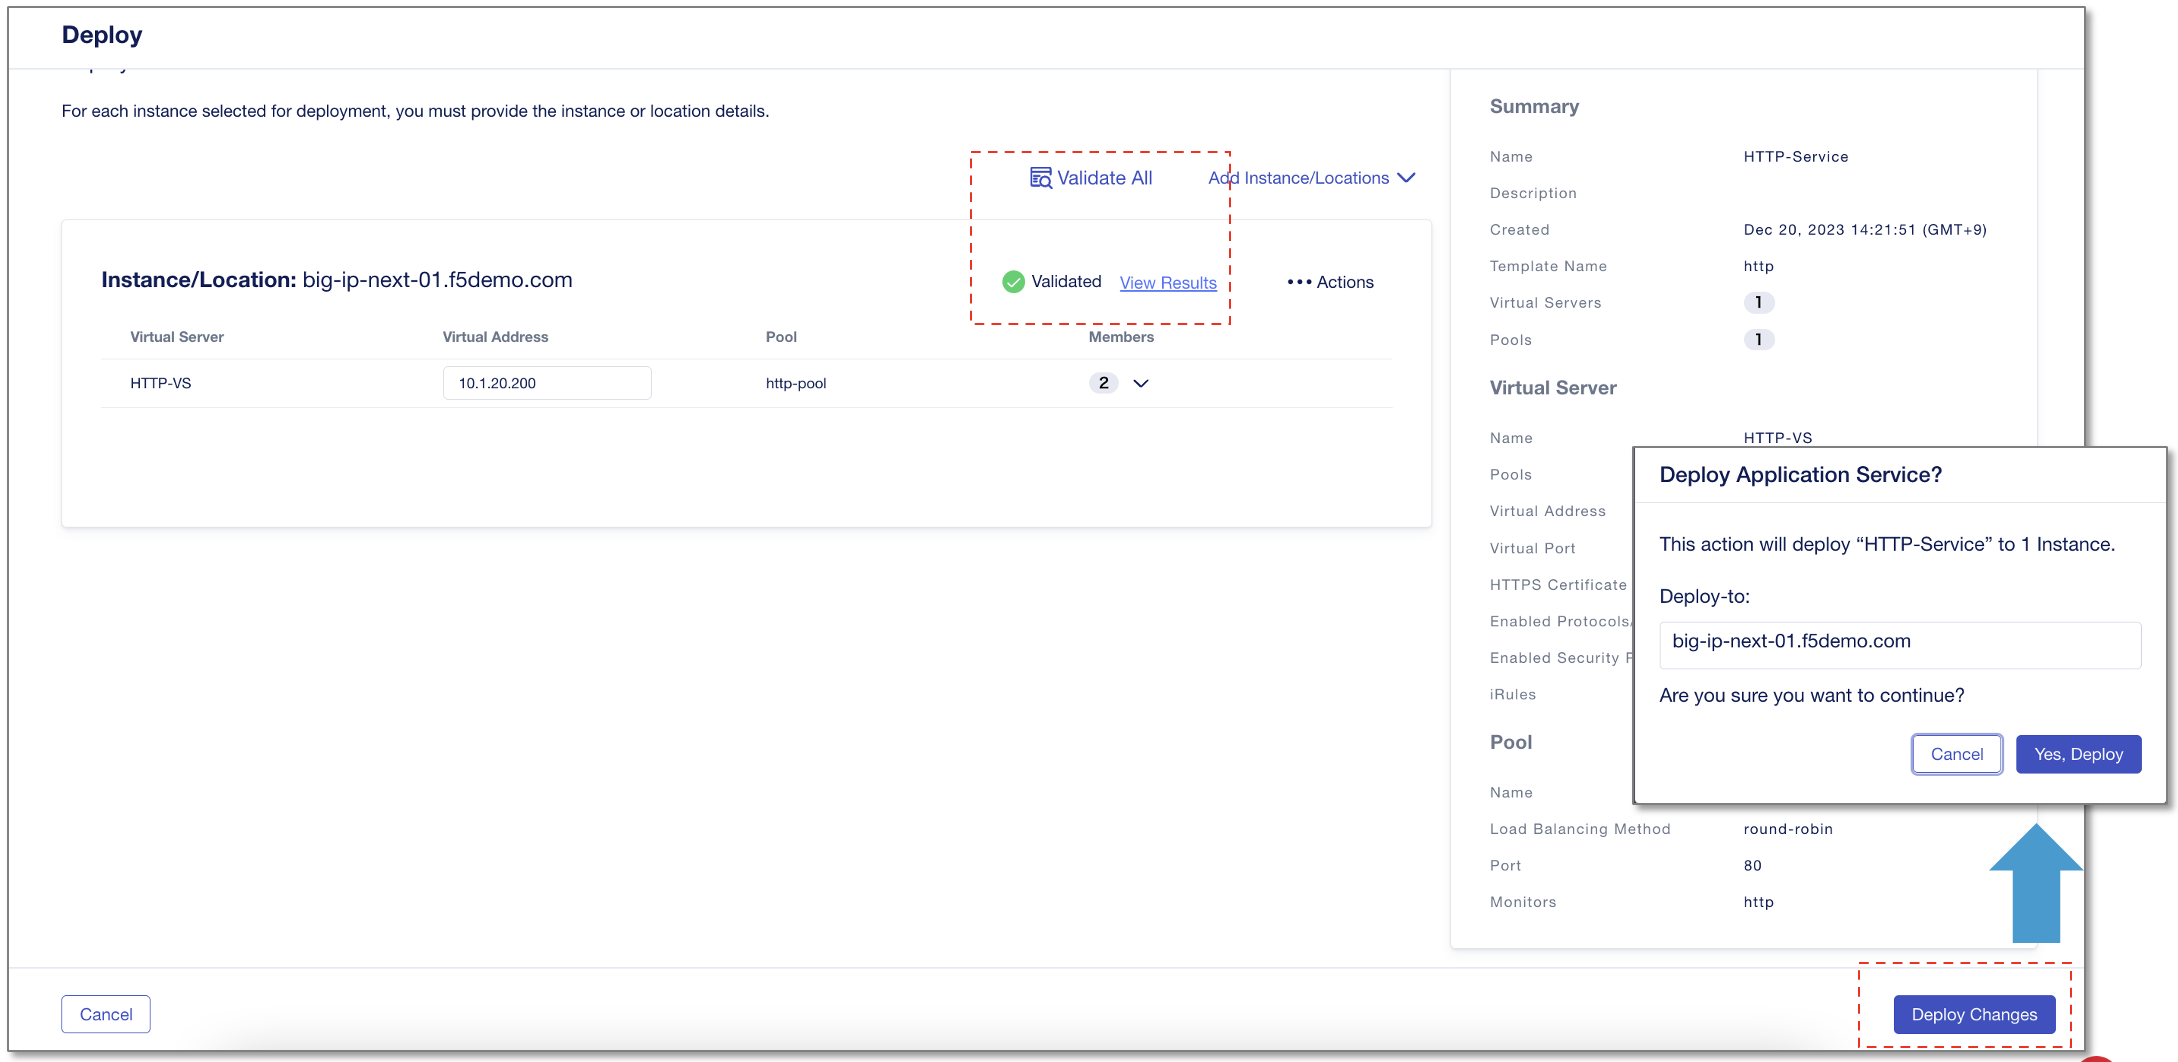 Deploy
For each instance selected for deployment, you must provide the instance or location details.
Validate All
Add Instance/Locations
Instance/Location: big-ip-next-01.f5demo.com
Validated View Results
••• Actions
Virtual Server Virtual Address Pool Members
HTTP-VS 10.1.20.200 http-pool 2
Summary
Name HTTP-Service
Description
Created Dec 20, 2023 14:21:51 (GMT+9)
Template Name http
Virtual Servers 1
Pools 1
Virtual Server
Name HTTP-VS
Pools
Virtual Address
Virtual Port
HTTPS Certificate
Enabled Protocols/
Enabled Security
iRules
Pool
Name
Load Balancing Method round-robin
Port 80
Monitors http
Deploy Application Service?
This action will deploy “HTTP-Service” to 1 Instance.
Deploy-to:
big-ip-next-01.f5demo.com
Are you sure you want to continue?
Cancel Yes, Deploy
Cancel
Deploy Changes